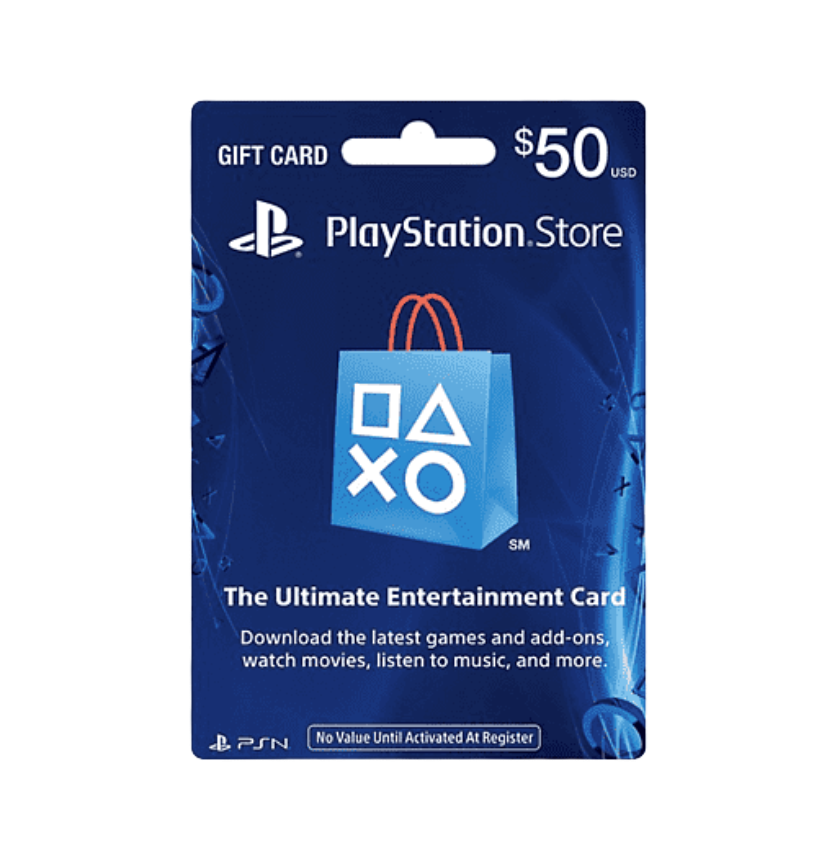 GIFT CARD
$50 USD
PlayStation®Store
SM
The Ultimate Entertainment Card
Download the latest games and add-ons,
watch movies, listen to music, and more.
PSN
No Value Until Activated At Register